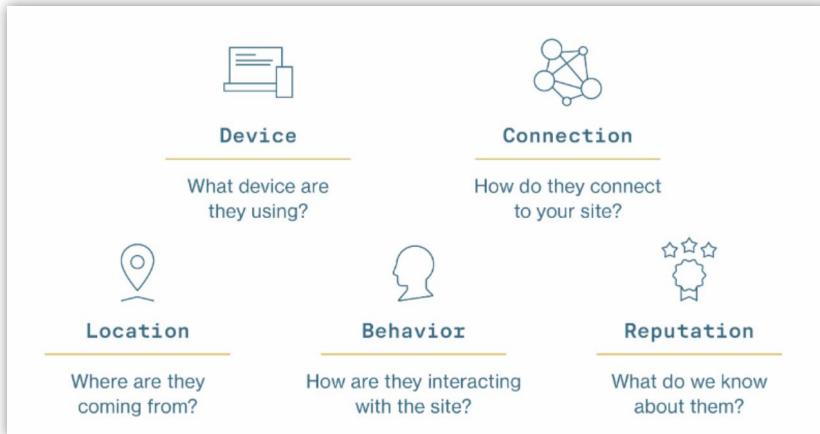 Device
What device are
they using?
Connection
How do they connect
to your site?
Location
Where are they
coming from?
Behavior
How are they interacting
with the site?
Reputation
What do we know
about them?